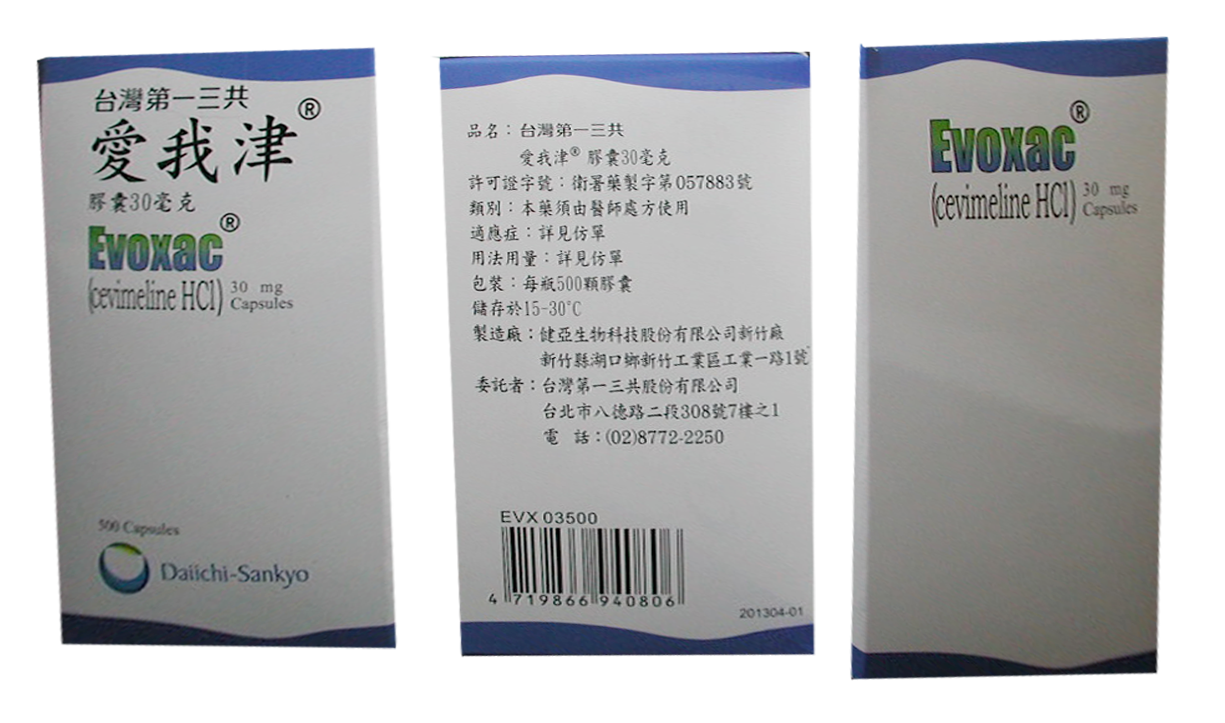 台灣第一三共
愛我津®
膠囊30毫克
Evoxac®
(cevimeline HCl) 30 mg Capsules
500 Capsules
Daiichi-Sankyo
品名：台灣第一三共
愛我津® 膠囊30毫克
許可證字號：衛署藥製字第057883號
類別：本藥須由醫師處方使用
適應症：詳見仿單
用法用量：詳見仿單
包裝：每瓶500顆膠囊
儲存於15-30°C
製造廠：健亞生物科技股份有限公司新竹廠
新竹縣湖口鄉新竹工業區工業一路1號
委託者：台灣第一三共股份有限公司
台北市八德路二段308號7樓之1
電 話：(02)8772-2250
EVX 03500
4 719866 940806
201304-01
Evoxac®
(cevimeline HCl) 30 mg Capsules